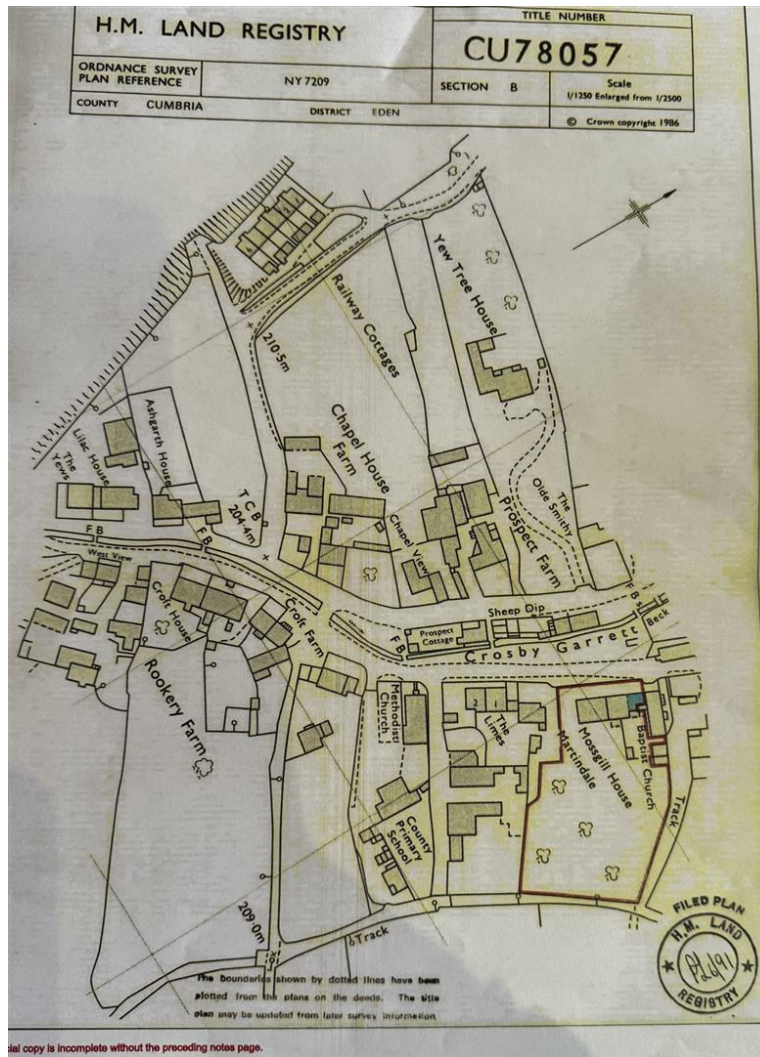 H.M. LAND REGISTRY
TITLE NUMBER
CU78057
ORDNANCE SURVEY
PLAN REFERENCE
NY 7209
SECTION B
Scale
1/1250 Enlarged from 1/2500
COUNTY CUMBRIA
DISTRICT EDEN
© Crown copyright 1986
Yew Tree House
Railway Cottages
210·5m
Ashgarth House
Lilac House
The
Yews
Chapel House
Farm
T C B
204·4m
The
Olde Smithy
Prospect Farm
Chapel View
F B
F B
West View
Croft House
Croft Farm
Sheep Dip
F Bs
Beck
Prospect
Cottage
F B
Crosby Garrett
Rookery Farm
Methodist
Church
2 1
The
Limes
Martindale
Mossgill House
Baptist Church
Track
County
Primary
School
209·0m
Track
FILED PLAN
H.M. LAND
REGISTRY
The boundaries shown by dotted lines have been
plotted from the plans on the deeds. The title
plan may be updated from later survey information
cial copy is incomplete without the preceding notes page.